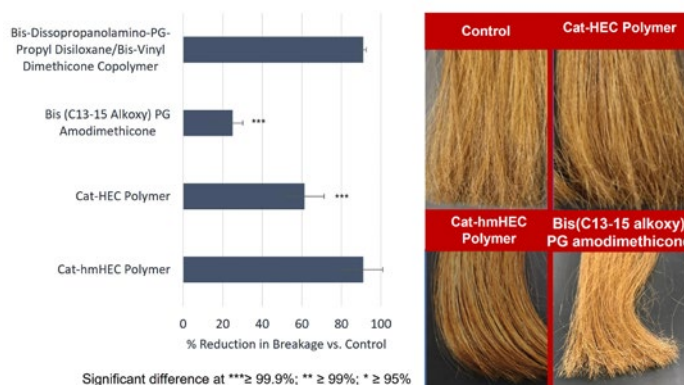 Bis-Dissopropanolamino-PG-
Propyl Disiloxane/Bis-Vinyl
Dimethicone Copolymer
Bis (C13-15 Alkoxy) PG
Amodimethicone
***
Cat-HEC Polymer
***
Cat-hmHEC Polymer
0 20 40 60 80 100
% Reduction in Breakage vs. Control
Significant difference at ***≥ 99.9%; ** ≥ 99%; * ≥ 95%
Control
Cat-HEC Polymer
Cat-hmHEC
Polymer
Bis(C13-15 alkoxy)
PG amodimethicone